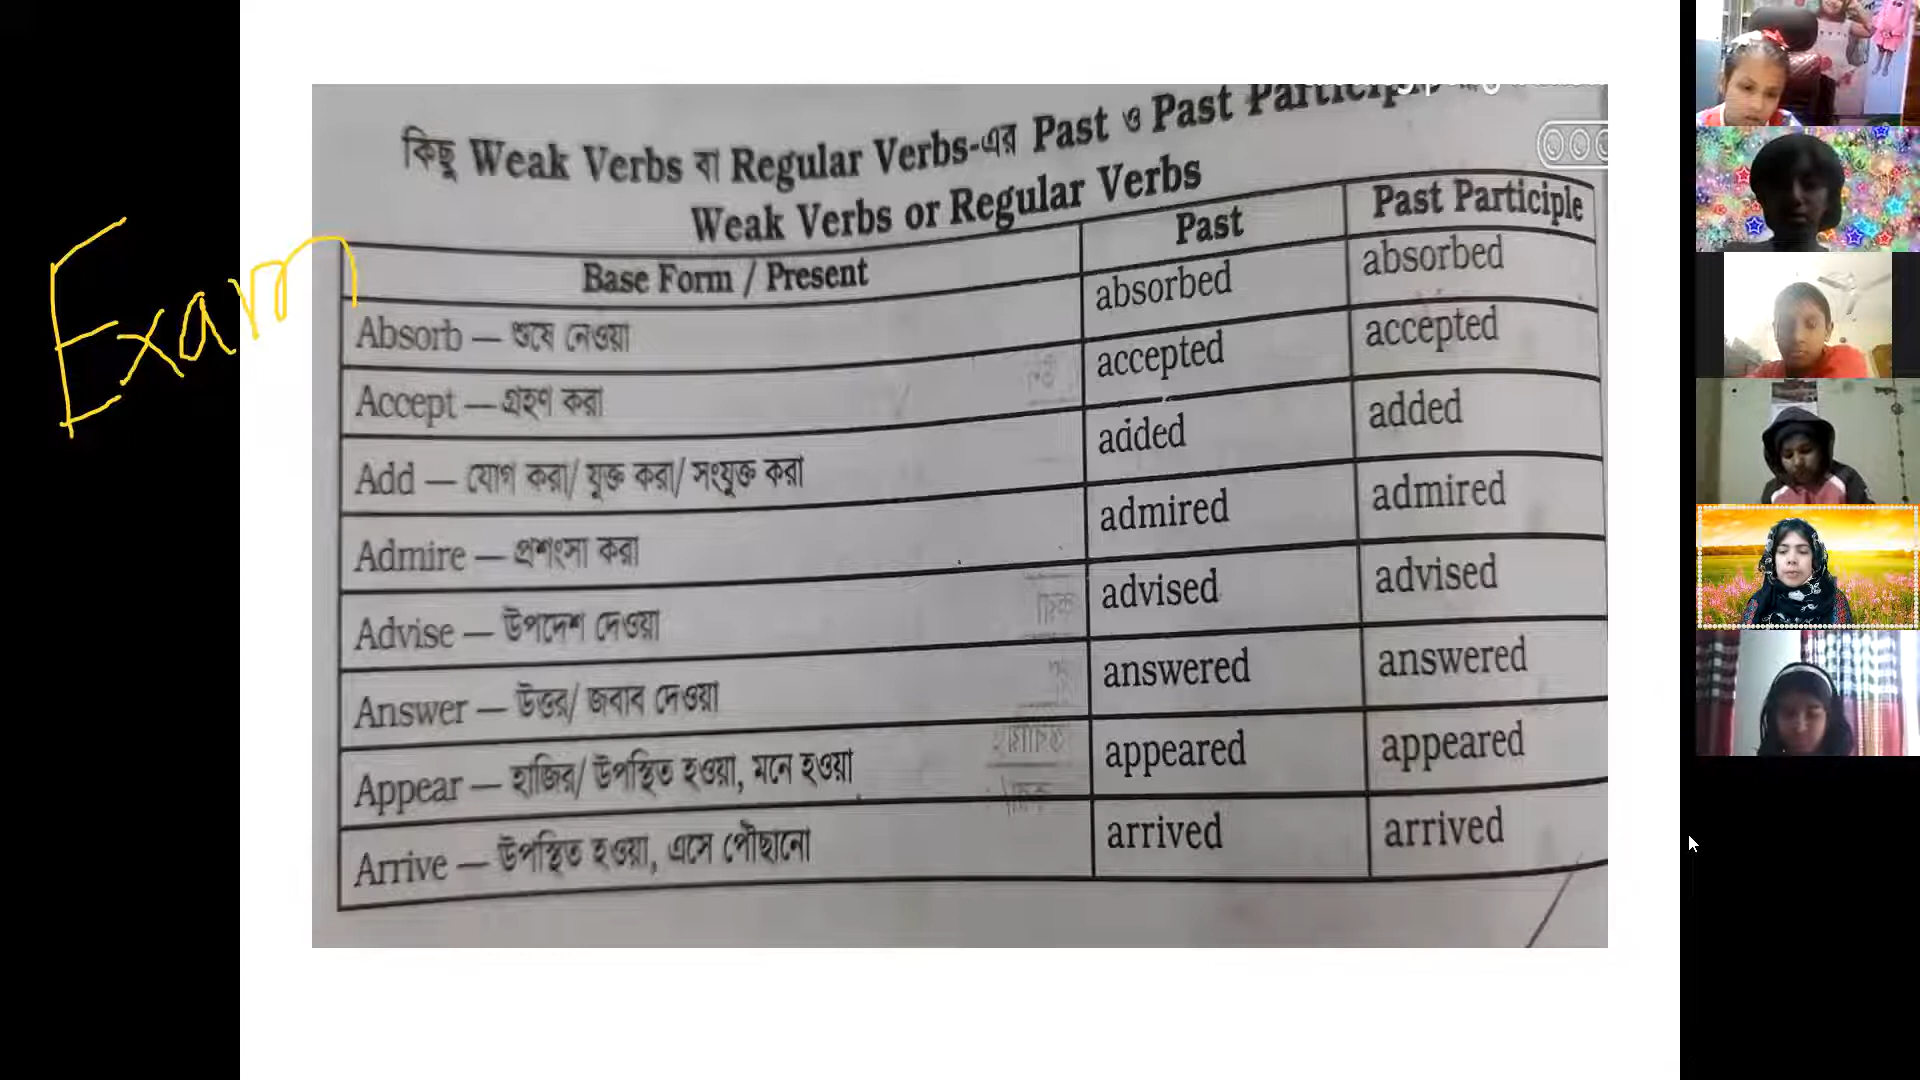 কিছু Weak Verbs বা Regular Verbs-এর Past ও Past
Weak Verbs or Regular Verbs
Base Form / Present Past Past Participle
Absorb — শুষে নেওয়া absorbed absorbed
Accept — গ্রহণ করা accepted accepted
Add — যোগ করা/ যুক্ত করা/ সংযুক্ত করা added added
Admire — প্রশংসা করা admired admired
Advise — উপদেশ দেওয়া advised advised
Answer — উত্তর/ জবাব দেওয়া answered answered
Appear — হাজির/ উপস্থিত হওয়া, মনে হওয়া appeared appeared
Arrive — উপস্থিত হওয়া, এসে পৌঁছানো arrived arrived
Exam